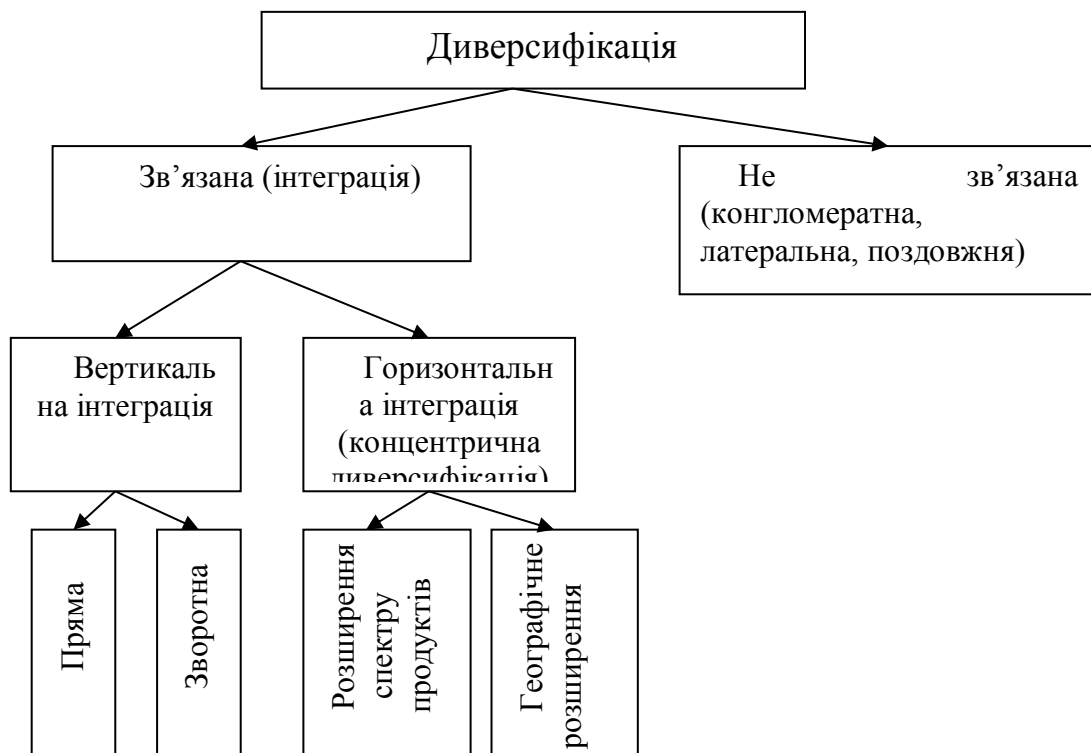 Диверсифікація
Зв’язана (інтеграція)
Не зв’язана
(конгломератна,
латеральна, поздовжня)
Вертикаль
на інтеграція
Горизонтальн
а інтеграція
(концентрична
диверсифікація)
Пряма
Зворотна
Розширення
спектру
продуктів
Географічне
розширення